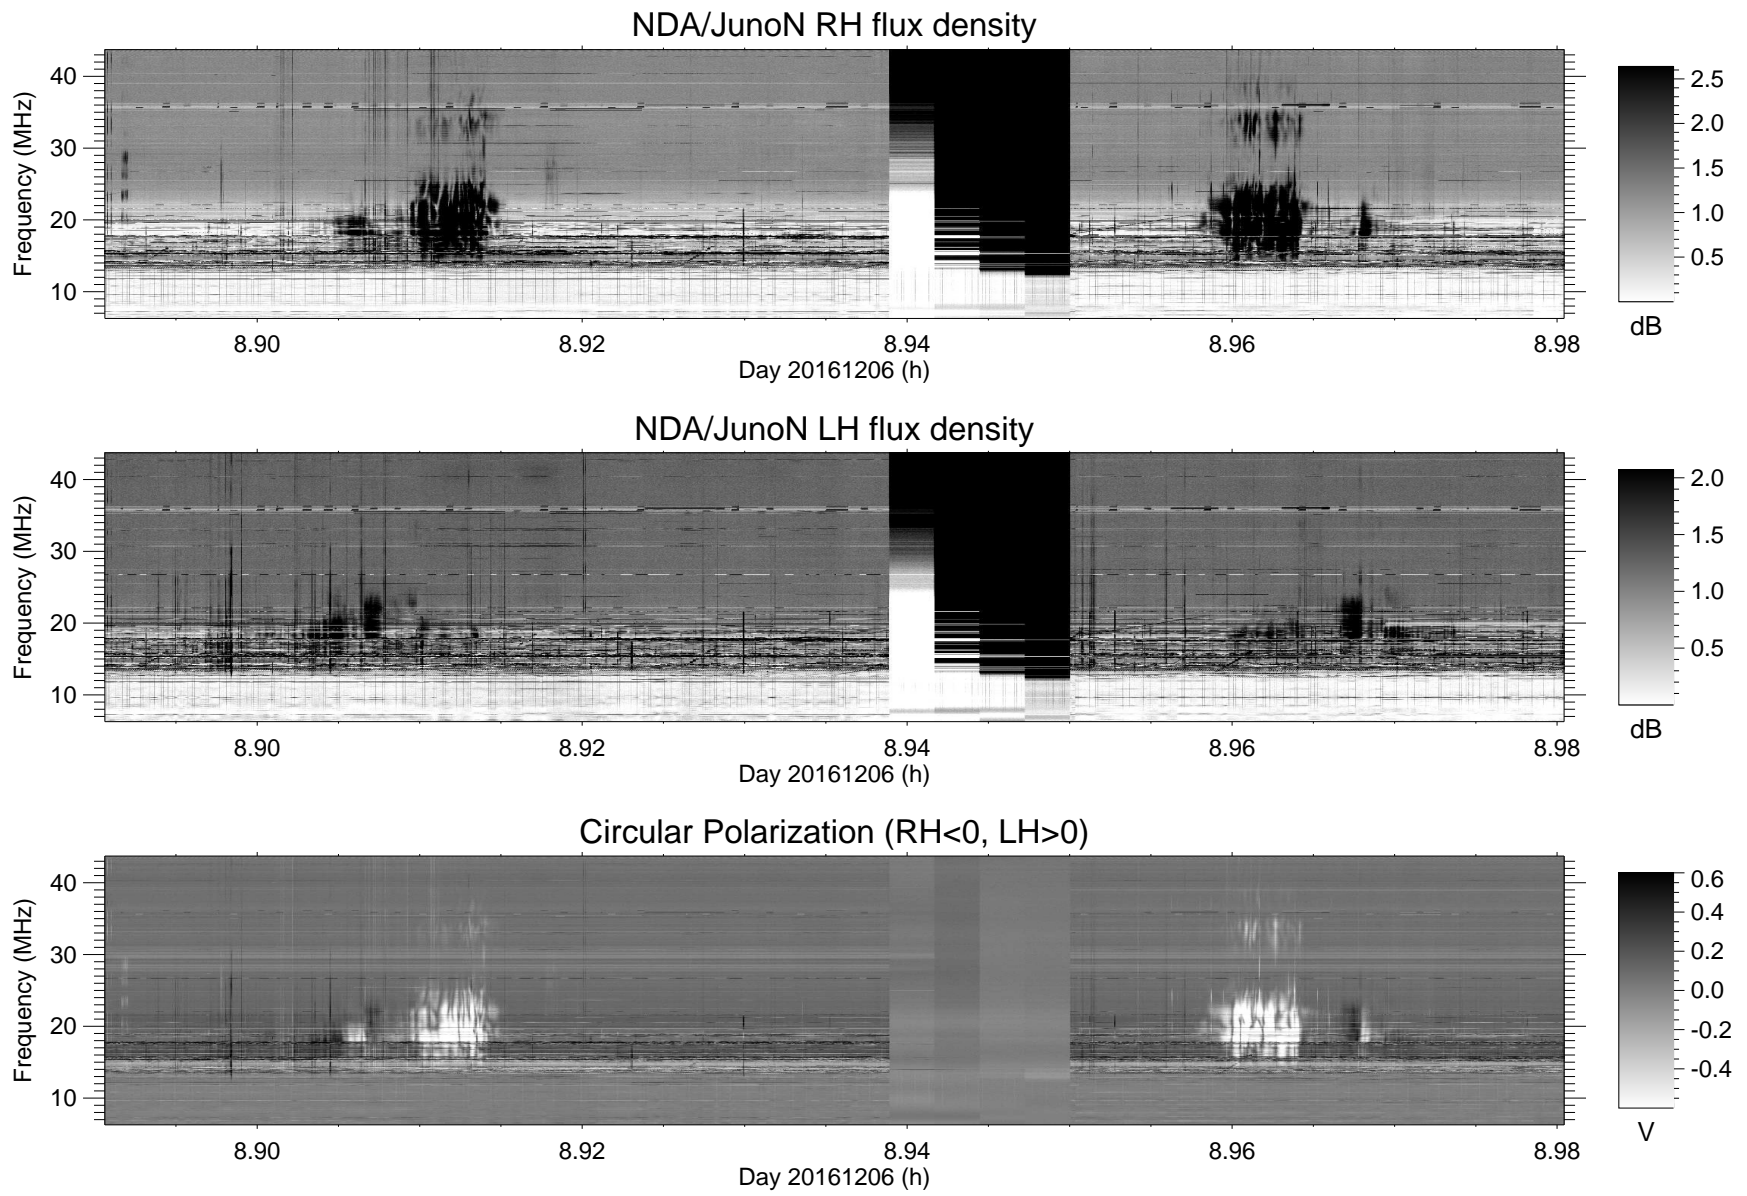 NDA/JunoN RH flux density
Frequency (MHz)
40
30
20
10
8.90 8.92 8.94 8.96 8.98
Day 20161206 (h)
2.5
2.0
1.5
1.0
0.5
dB
NDA/JunoN LH flux density
Frequency (MHz)
40
30
20
10
8.90 8.92 8.94 8.96 8.98
Day 20161206 (h)
2.0
1.5
1.0
0.5
dB
Circular Polarization (RH<0, LH>0)
Frequency (MHz)
40
30
20
10
8.90 8.92 8.94 8.96 8.98
Day 20161206 (h)
0.6
0.4
0.2
0.0
-0.2
-0.4
V